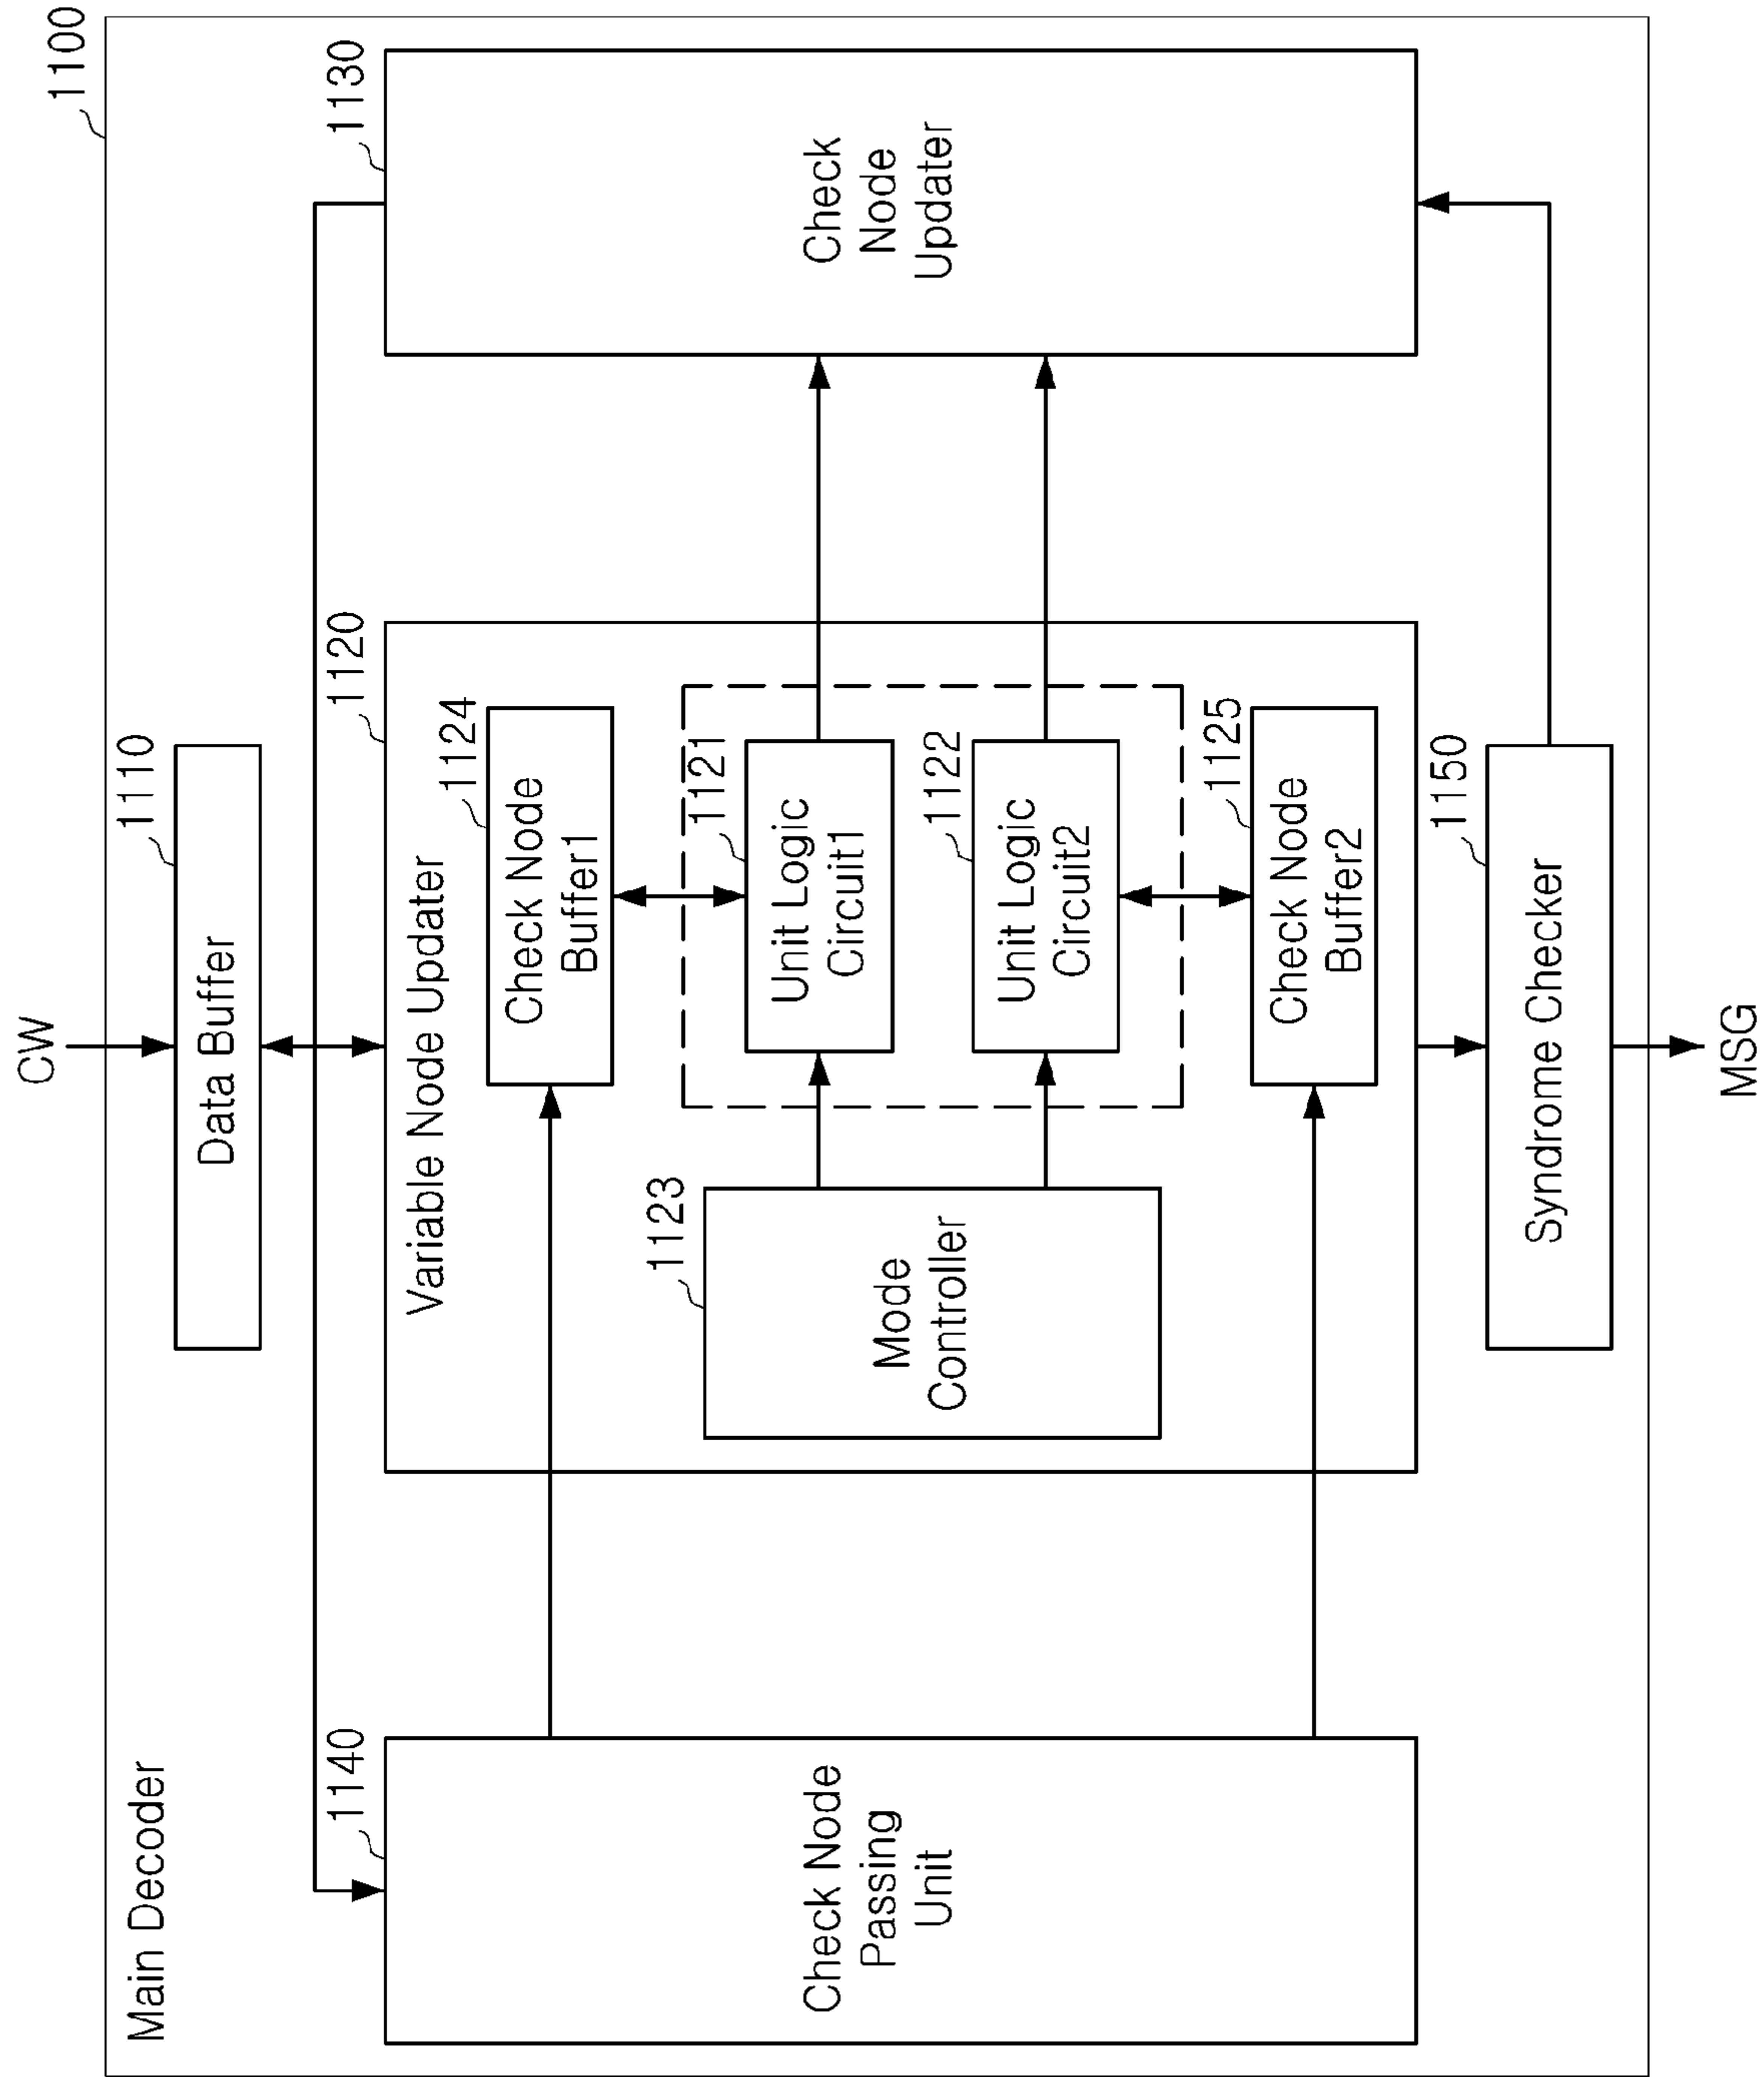 CW
1100
Main Decoder
1110
Data Buffer
1140
1120
1130
Check Node
Passing
Unit
Variable Node Updater
1124
Check Node
Buffer1
1123
Mode
Controller
1121
Unit Logic
Circuit1
1122
Unit Logic
Circuit2
1125
Check Node
Buffer2
Check
Node
Updater
1150
Syndrome Checker
MSG